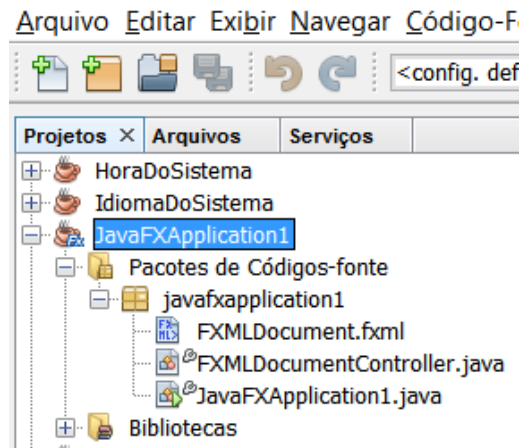 Arquivo Editar Exibir Navegar Código-F
<config. def
Projetos × Arquivos Serviços
HoraDoSistema
IdiomaDoSistema
JavaFXApplication1
Pacotes de Códigos-fonte
javafxapplication1
FXMLDocument.fxml
FXMLDocumentController.java
JavaFXApplication1.java
Bibliotecas